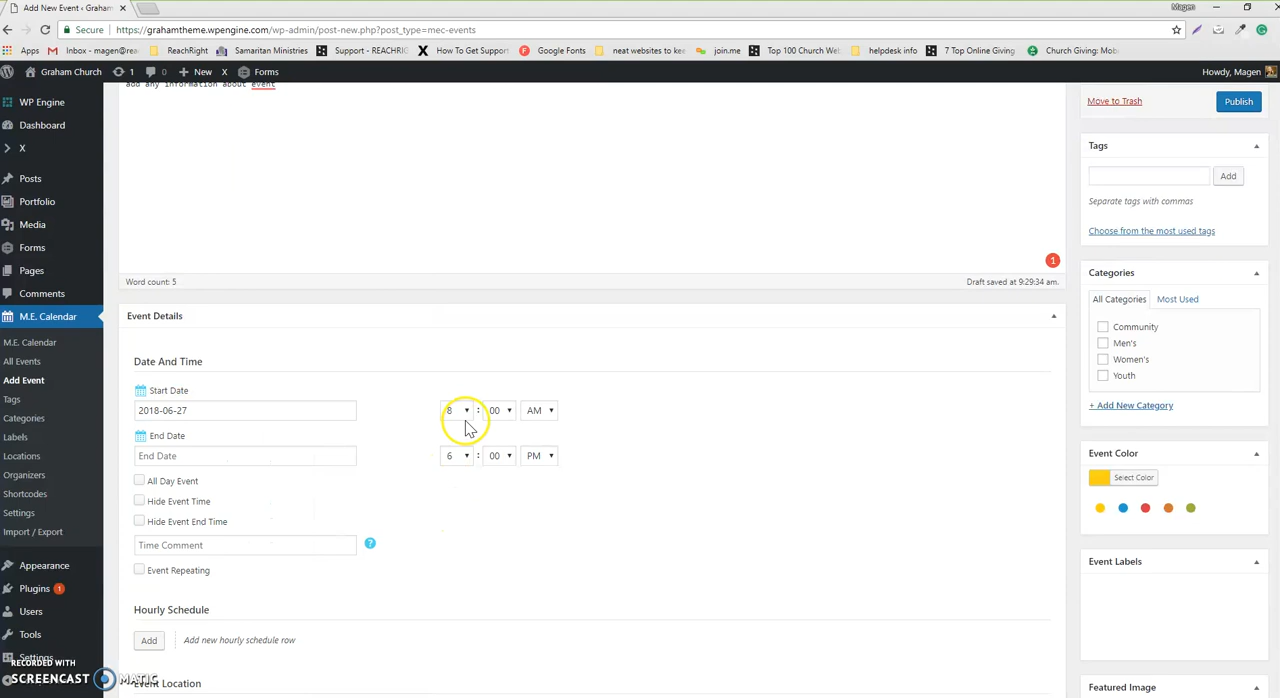 Add New Event ‹ Graham
Magen
Secure
https://grahamtheme.wpengine.com/wp-admin/post-new.php?post_type=mec-events
Apps
Inbox - magen@rea
ReachRight
Samaritan Ministries
Support - REACHRIG
How To Get Support
Google Fonts
neat websites to kee
join.me
Top 100 Church Web
helpdesk info
7 Top Online Giving
Church Giving: Mob
Graham Church
1
New
X
Forms
Howdy, Magen
WP Engine
Dashboard
X
Posts
Portfolio
Media
Forms
Pages
Comments
M.E. Calendar
M.E. Calendar
All Events
Add Event
Tags
Categories
Labels
Locations
Organizers
Shortcodes
Settings
Import / Export
Appearance
Plugins 1
Users
Tools
Settings
RECORDED WITH
SCREENCAST MATIC
add any information about event
1
Word count: 5
Draft saved at 9:29:34 am.
Event Details
Date And Time
Start Date
2018-06-27
8 : 00 AM
End Date
End Date
6 : 00 PM
All Day Event
Hide Event Time
Hide Event End Time
Time Comment
?
Event Repeating
Hourly Schedule
Add
Add new hourly schedule row
Event Location
Move to Trash
Publish
Tags
Add
Separate tags with commas
Choose from the most used tags
Categories
All Categories
Most Used
Community
Men's
Women's
Youth
+ Add New Category
Event Color
Select Color
Event Labels
Featured Image